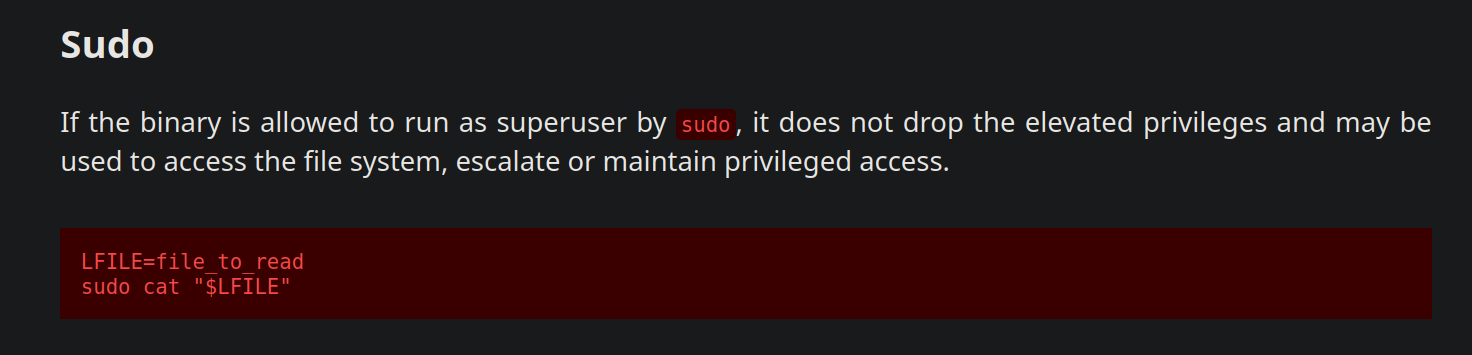 Sudo
If the binary is allowed to run as superuser by sudo, it does not drop the elevated privileges and may be
used to access the file system, escalate or maintain privileged access.
LFILE=file_to_read
sudo cat "$LFILE"